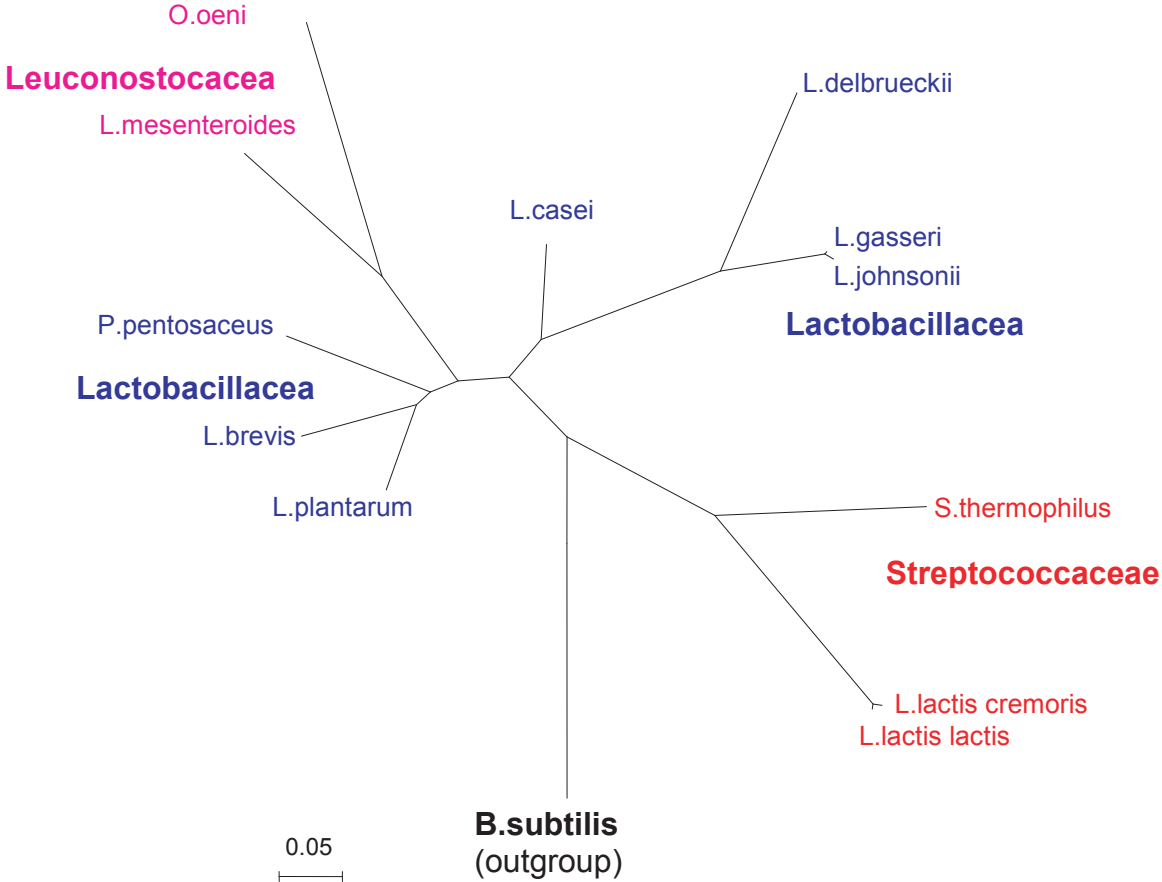 O.oeni
Leuconostocacea
L.mesenteroides
L.delbrueckii
L.casei
L.gasseri
L.johnsonii
Lactobacillacea
P.pentosaceus
Lactobacillacea
L.brevis
L.plantarum
S.thermophilus
Streptococcaceae
L.lactis cremoris
L.lactis lactis
B.subtilis
(outgroup)
0.05